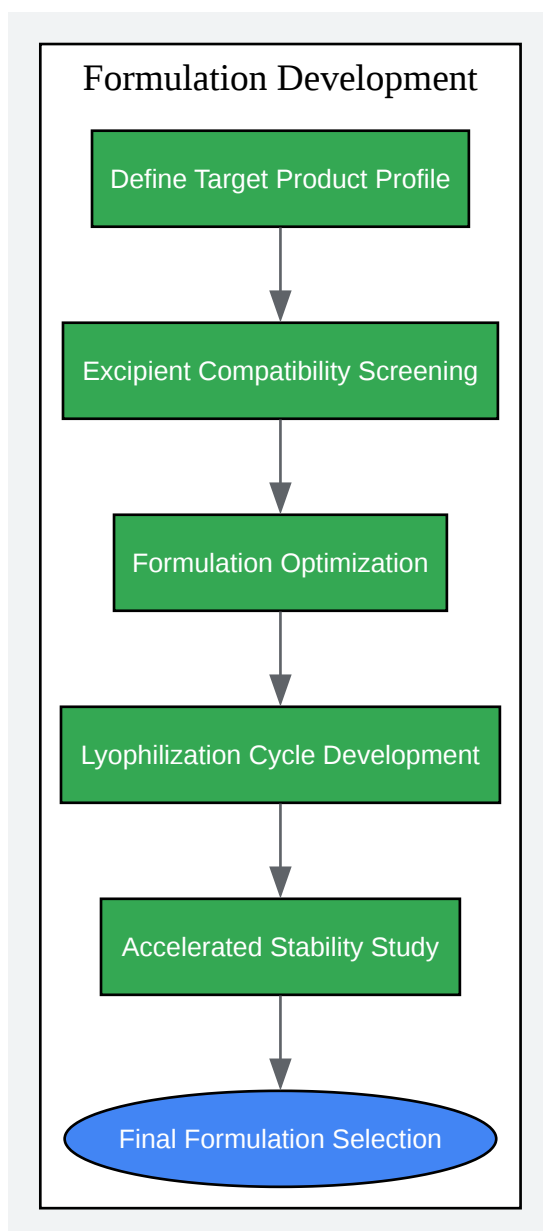 Formulation Development
Define Target Product Profile
Excipient Compatibility Screening
Formulation Optimization
Lyophilization Cycle Development
Accelerated Stability Study
Final Formulation Selection